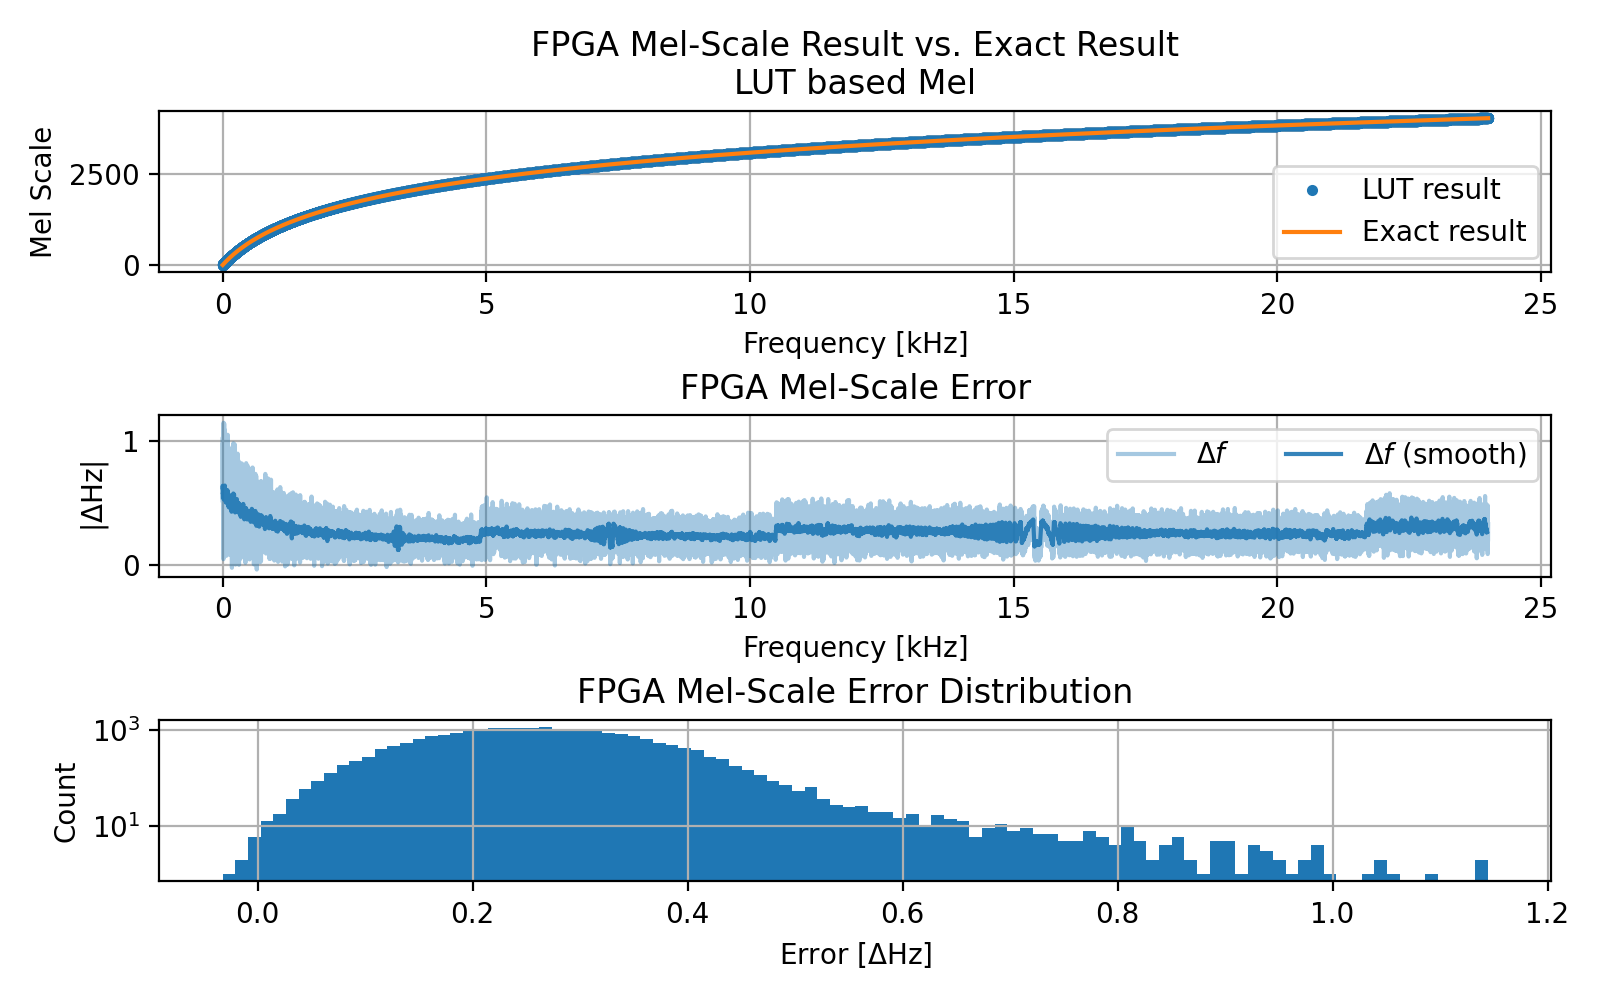 FPGA Mel-Scale Result vs. Exact Result
LUT based Mel
Mel Scale
2500
0
LUT result
Exact result
0 5 10 15 20 25
Frequency [kHz]
FPGA Mel-Scale Error
|ΔHz|
1
0
Δf Δf (smooth)
0 5 10 15 20 25
Frequency [kHz]
FPGA Mel-Scale Error Distribution
Count
10³
10¹
0.0 0.2 0.4 0.6 0.8 1.0 1.2
Error [ΔHz]